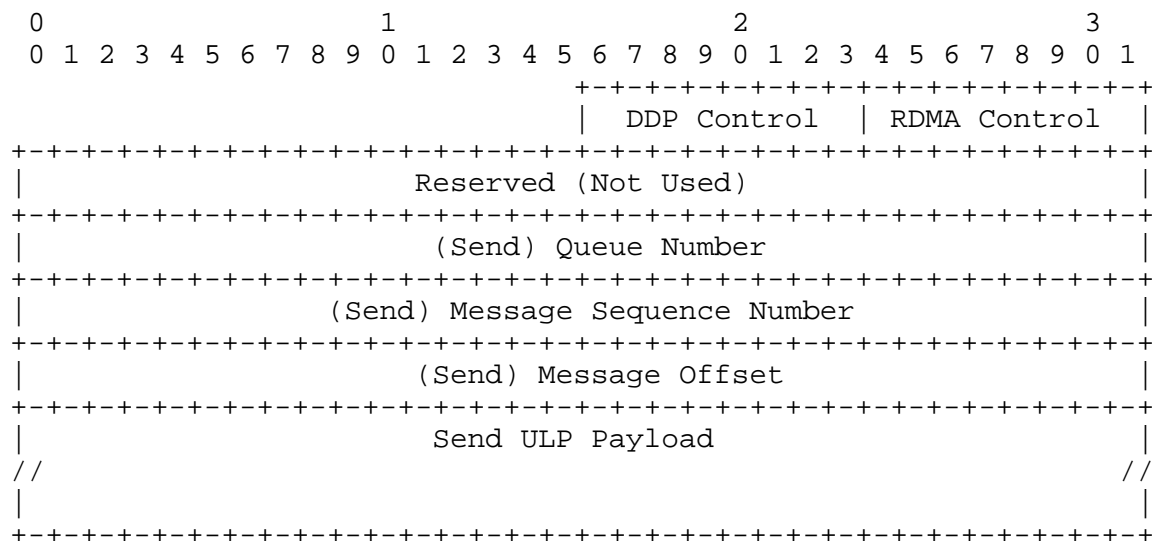 0                   1                   2                   3
 0 1 2 3 4 5 6 7 8 9 0 1 2 3 4 5 6 7 8 9 0 1 2 3 4 5 6 7 8 9 0 1
                                +-+-+-+-+-+-+-+-+-+-+-+-+-+-+-+-+
                                |  DDP Control  | RDMA Control  |
+-+-+-+-+-+-+-+-+-+-+-+-+-+-+-+-+-+-+-+-+-+-+-+-+-+-+-+-+-+-+-+-+
|                      Reserved (Not Used)                      |
+-+-+-+-+-+-+-+-+-+-+-+-+-+-+-+-+-+-+-+-+-+-+-+-+-+-+-+-+-+-+-+-+
|                       (Send) Queue Number                     |
+-+-+-+-+-+-+-+-+-+-+-+-+-+-+-+-+-+-+-+-+-+-+-+-+-+-+-+-+-+-+-+-+
|                 (Send) Message Sequence Number                |
+-+-+-+-+-+-+-+-+-+-+-+-+-+-+-+-+-+-+-+-+-+-+-+-+-+-+-+-+-+-+-+-+
|                      (Send) Message Offset                    |
+-+-+-+-+-+-+-+-+-+-+-+-+-+-+-+-+-+-+-+-+-+-+-+-+-+-+-+-+-+-+-+-+
|                       Send ULP Payload                        |
//                                                             //
|                                                               |
+-+-+-+-+-+-+-+-+-+-+-+-+-+-+-+-+-+-+-+-+-+-+-+-+-+-+-+-+-+-+-+-+